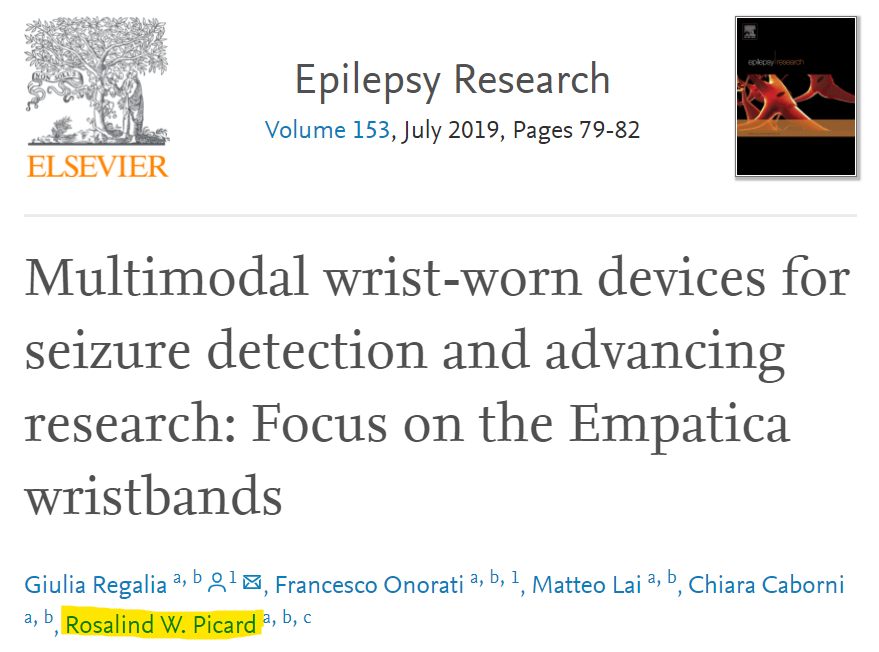 NON SOLUS
ELSEVIER
Epilepsy Research
Volume 153, July 2019, Pages 79-82
epilepsy research
Multimodal wrist-worn devices for
seizure detection and advancing
research: Focus on the Empatica
wristbands
Giulia Regalia a, b 1, Francesco Onorati a, b, 1, Matteo Lai a, b, Chiara Caborni
a, b, Rosalind W. Picard a, b, c